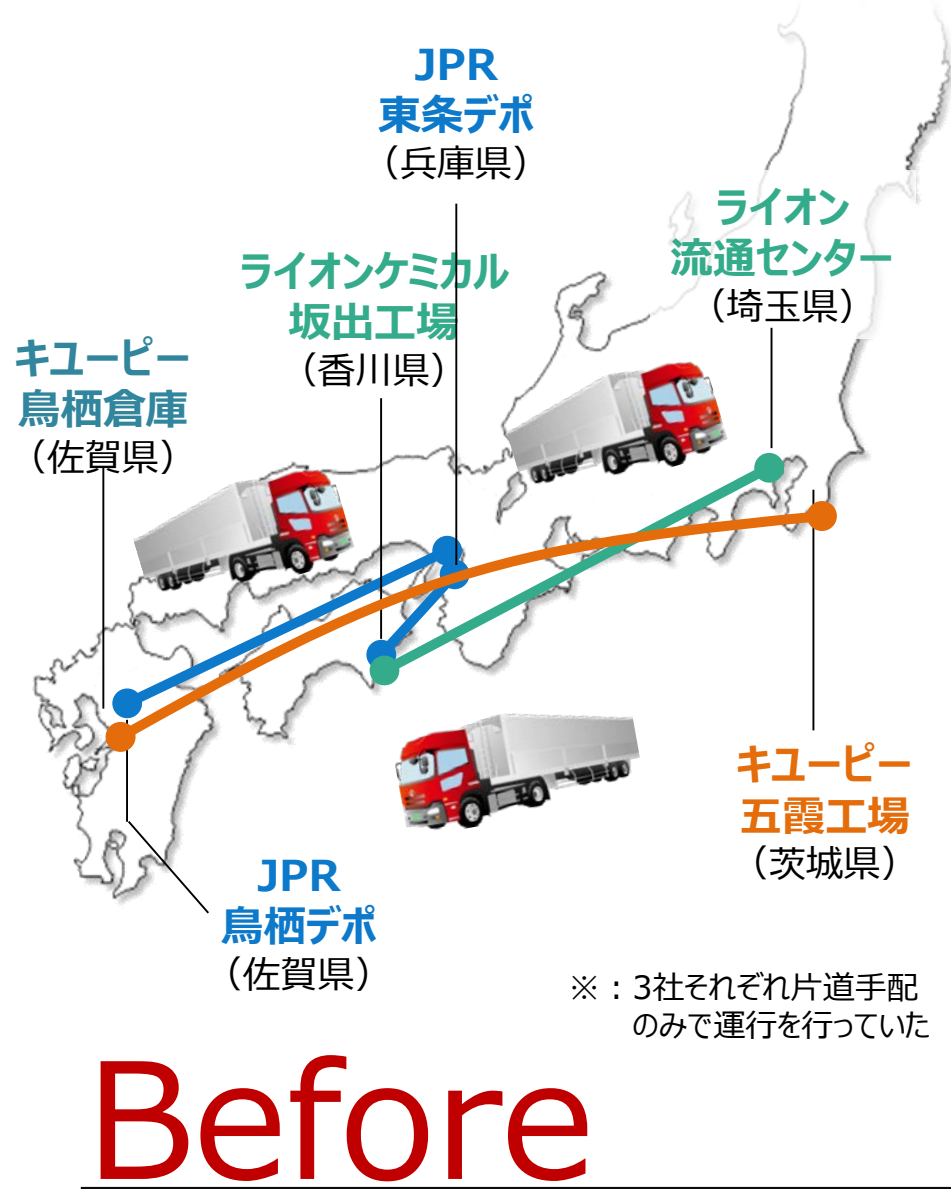 JPR
東条デポ
（兵庫県）
ライオン
流通センター
（埼玉県）
ライオンケミカル
坂出工場
（香川県）
キユーピー
鳥栖倉庫
（佐賀県）
キユーピー
五霞工場
（茨城県）
JPR
鳥栖デポ
（佐賀県）
※：3社それぞれ片道手配
のみで運行を行っていた
Before